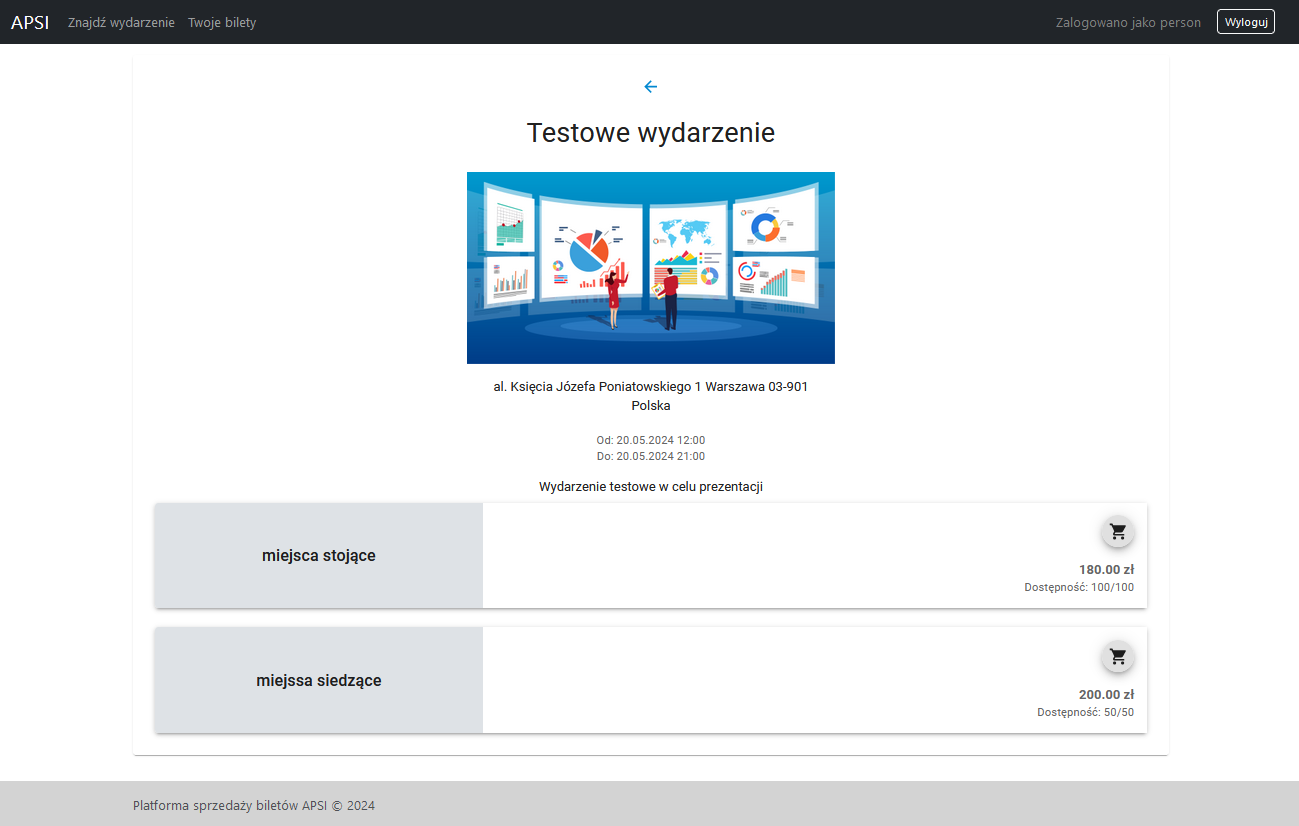 APSI Znajdź wydarzenie Twoje bilety Zalogowano jako person Wyloguj
Testowe wydarzenie
al. Księcia Józefa Poniatowskiego 1 Warszawa 03-901
Polska
Od: 20.05.2024 12:00
Do: 20.05.2024 21:00
Wydarzenie testowe w celu prezentacji
miejsca stojące
180.00 zł
Dostępność: 100/100
miejssa siedzące
200.00 zł
Dostępność: 50/50
Platforma sprzedaży biletów APSI © 2024